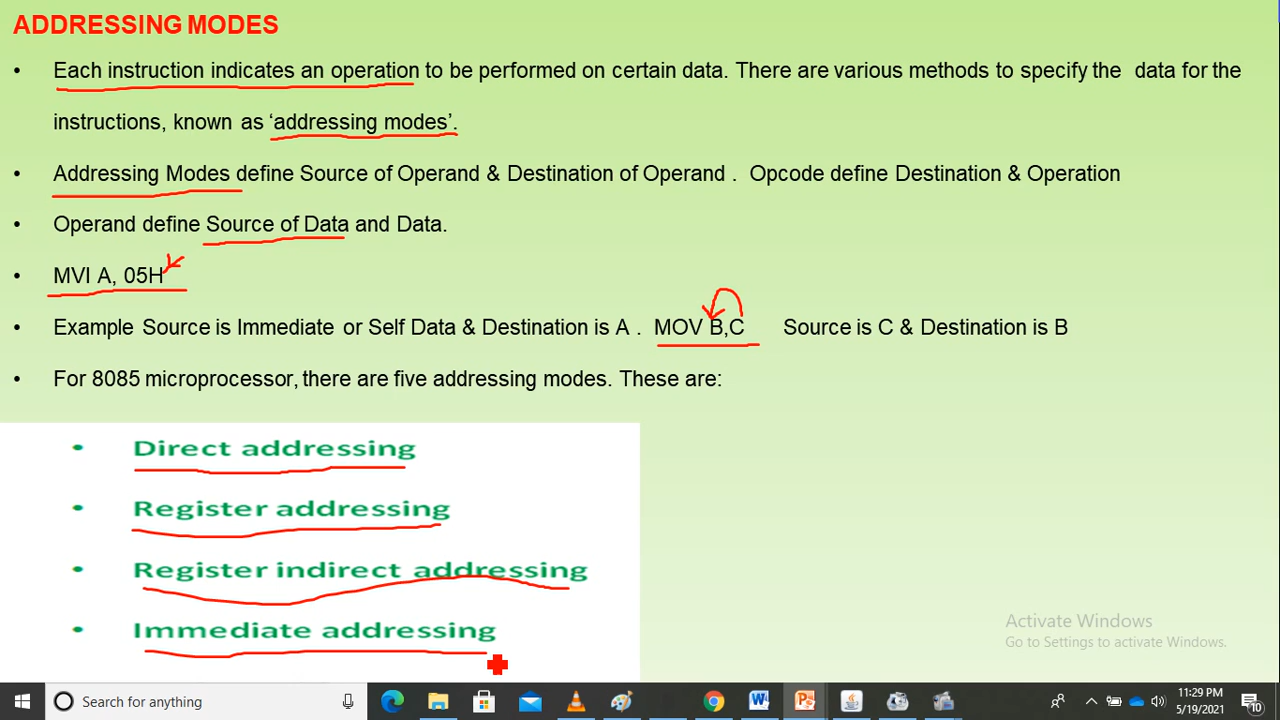 ADDRESSING MODES
• Each instruction indicates an operation to be performed on certain data. There are various methods to specify the data for the
instructions, known as ‘addressing modes’.
• Addressing Modes define Source of Operand & Destination of Operand . Opcode define Destination & Operation
• Operand define Source of Data and Data.
• MVI A, 05H
• Example Source is Immediate or Self Data & Destination is A . MOV B,C Source is C & Destination is B
• For 8085 microprocessor, there are five addressing modes. These are:
• Direct addressing
• Register addressing
• Register indirect addressing
• Immediate addressing
Activate Windows
Go to Settings to activate Windows.
Search for anything
11:29 PM
5/19/2021
10